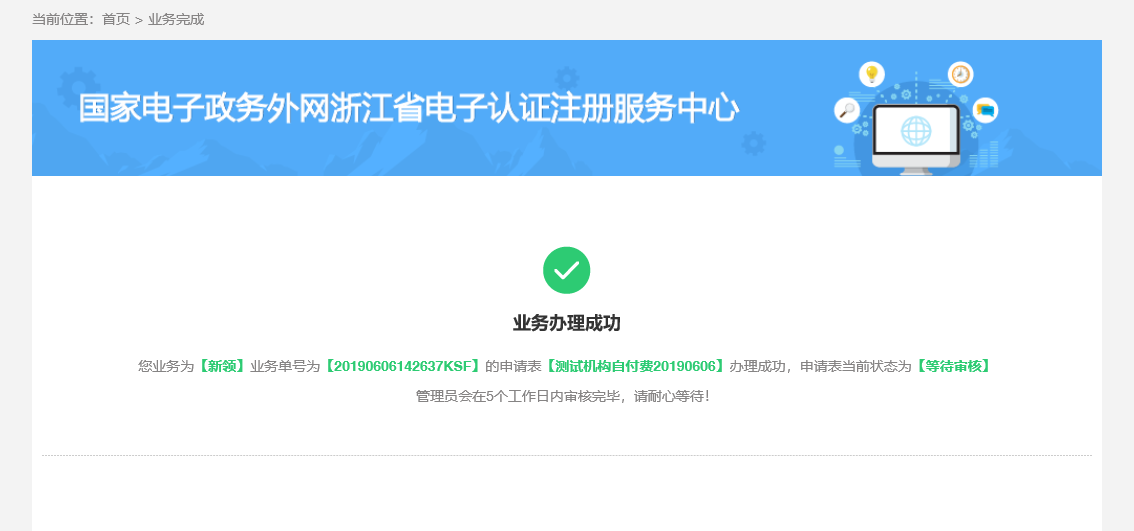 当前位置：首页 > 业务完成
国家电子政务外网浙江省电子认证注册服务中心
业务办理成功
您业务为【新领】业务单号为【20190606142637KSF】的申请表【测试机构自付费20190606】办理成功，申请表当前状态为【等待审核】
管理员会在5个工作日内审核完毕，请耐心等待！